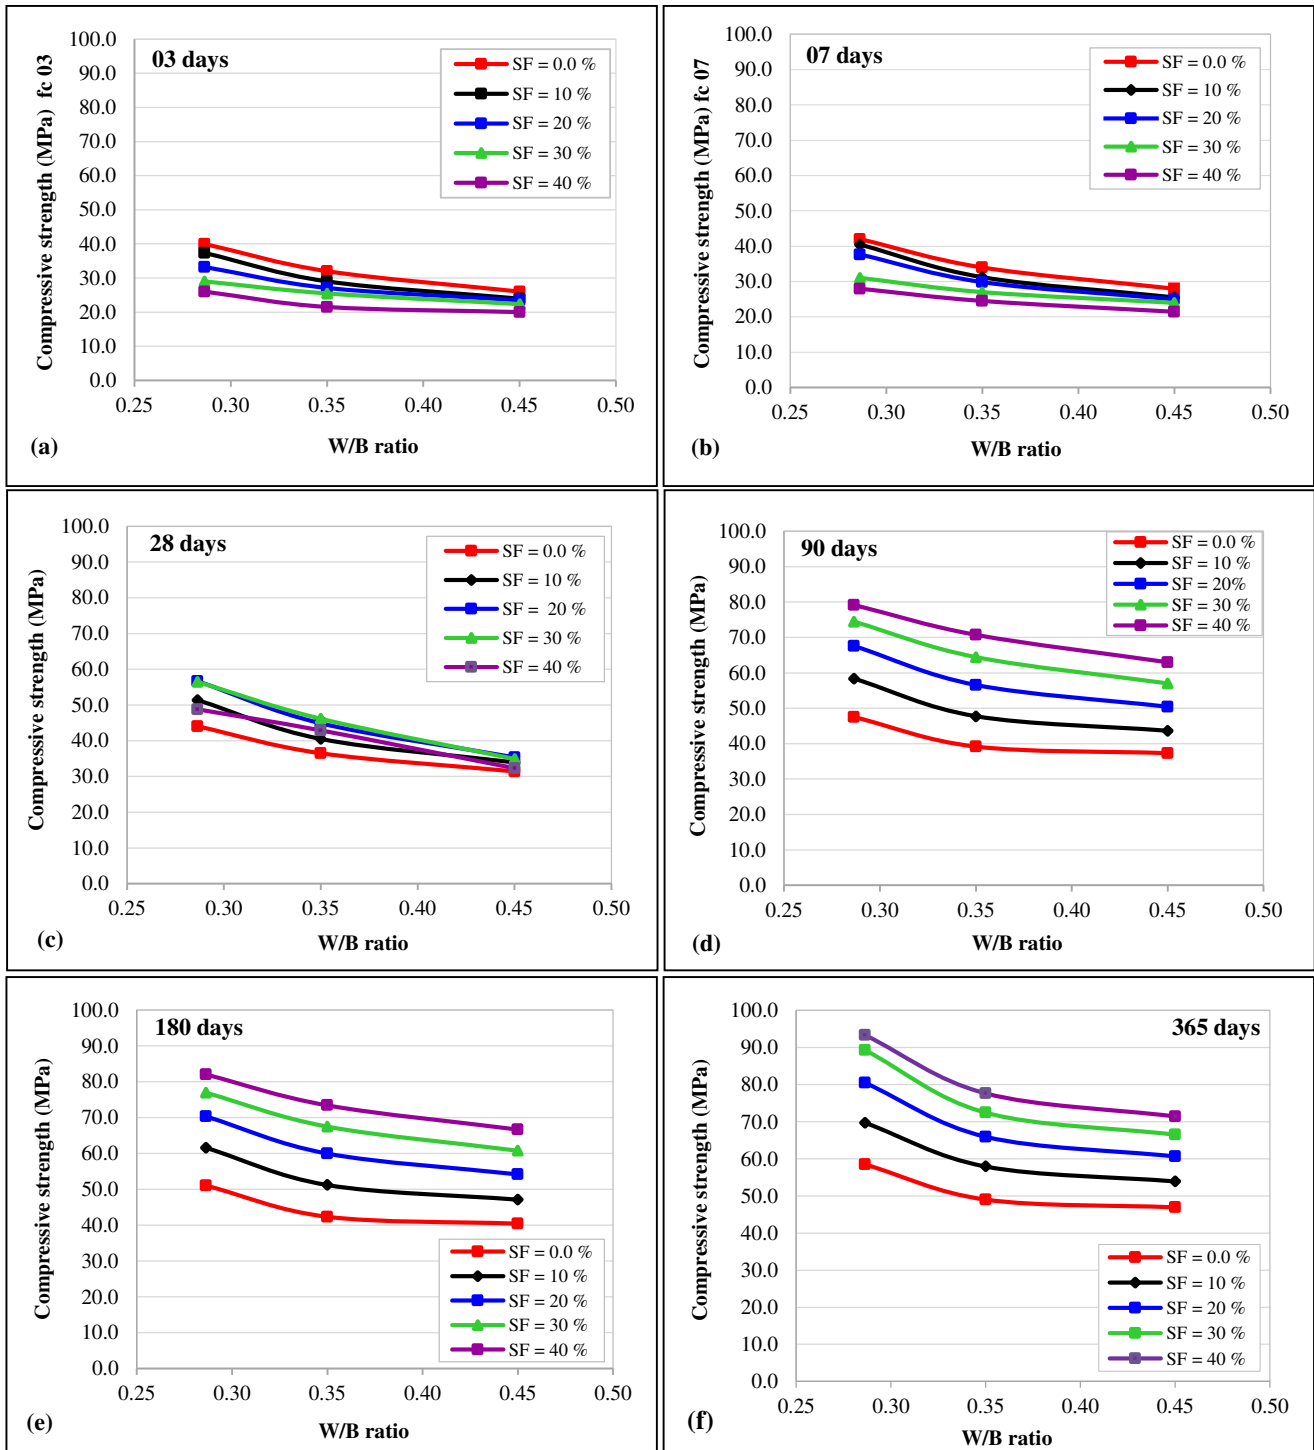 03 days
Compressive strength (MPa) fc 03
100.0
90.0
80.0
70.0
60.0
50.0
40.0
30.0
20.0
10.0
0.0
SF = 0.0 %
SF = 10 %
SF = 20 %
SF = 30 %
SF = 40 %
0.25 0.30 0.35 0.40 0.45 0.50
W/B ratio
(a)
07 days
Compressive strength (MPa) fc 07
100.0
90.0
80.0
70.0
60.0
50.0
40.0
30.0
20.0
10.0
0.0
SF = 0.0 %
SF = 10 %
SF = 20 %
SF = 30 %
SF = 40 %
0.25 0.30 0.35 0.40 0.45 0.50
W/B ratio
(b)
28 days
Compressive strength (MPa)
100.0
90.0
80.0
70.0
60.0
50.0
40.0
30.0
20.0
10.0
0.0
SF = 0.0 %
SF = 10 %
SF = 20 %
SF = 30 %
SF = 40 %
0.25 0.30 0.35 0.40 0.45 0.50
W/B ratio
(c)
90 days
Compressive strength (MPa)
100.0
90.0
80.0
70.0
60.0
50.0
40.0
30.0
20.0
10.0
0.0
SF = 0.0 %
SF = 10 %
SF = 20%
SF = 30 %
SF = 40 %
0.25 0.30 0.35 0.40 0.45 0.50
W/B ratio
(d)
180 days
Compressive strength (MPa)
100.0
90.0
80.0
70.0
60.0
50.0
40.0
30.0
20.0
10.0
0.0
SF = 0.0 %
SF = 10 %
SF = 20 %
SF = 30 %
SF = 40 %
0.25 0.30 0.35 0.40 0.45 0.50
W/B ratio
(e)
365 days
Compressive strength (MPa)
100.0
90.0
80.0
70.0
60.0
50.0
40.0
30.0
20.0
10.0
0.0
SF = 0.0 %
SF = 10 %
SF = 20 %
SF = 30 %
SF = 40 %
0.25 0.30 0.35 0.40 0.45 0.50
W/B ratio
(f)